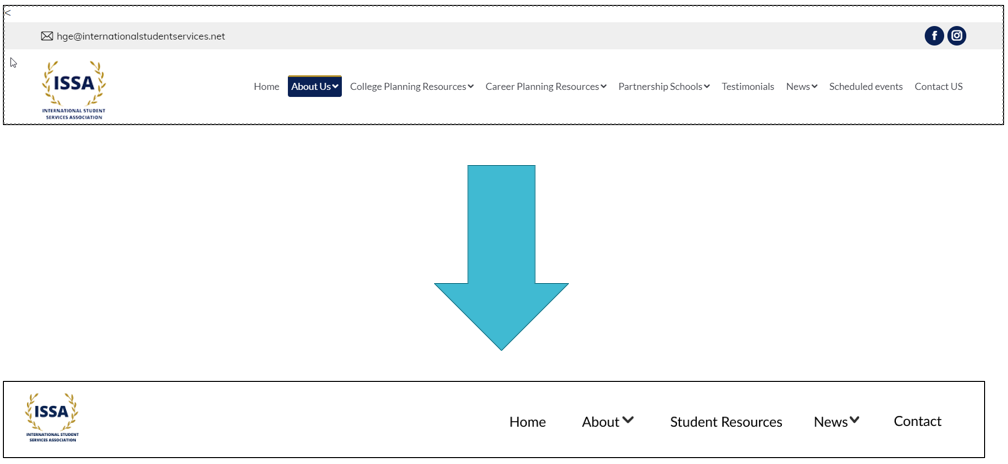 <
hge@internationalstudentservices.net
ISSA
INTERNATIONAL STUDENT
SERVICES ASSOCIATION
Home About Us College Planning Resources Career Planning Resources Partnership Schools Testimonials News Scheduled events Contact US
ISSA
INTERNATIONAL STUDENT
SERVICES ASSOCIATION
Home About Student Resources News Contact